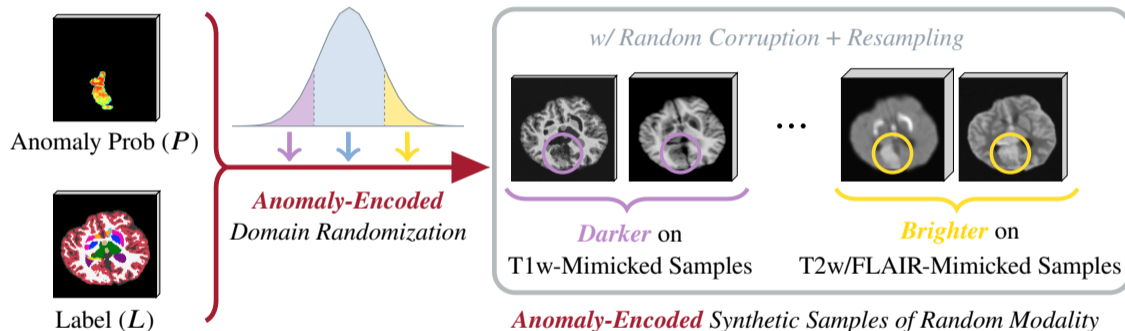 w/ Random Corruption + Resampling
Anomaly Prob (P)
...
Anomaly-Encoded
Domain Randomization
Darker on
T1w-Mimicked Samples
Brighter on
T2w/FLAIR-Mimicked Samples
Label (L)
Anomaly-Encoded Synthetic Samples of Random Modality